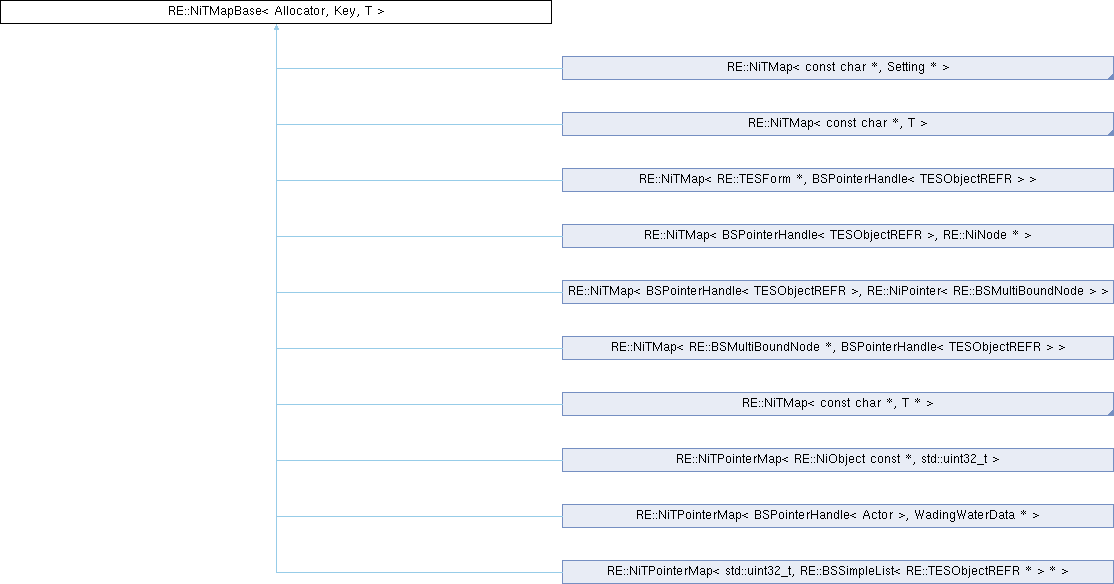 RE::NiTMapBase< Allocator, Key, T >
RE::NiTMap< const char *, Setting * >
RE::NiTMap< const char *, T >
RE::NiTMap< RE::TESForm *, BSPointerHandle< TESObjectREFR > >
RE::NiTMap< BSPointerHandle< TESObjectREFR >, RE::NiNode * >
RE::NiTMap< BSPointerHandle< TESObjectREFR >, RE::NiPointer< RE::BSMultiBoundNode > >
RE::NiTMap< RE::BSMultiBoundNode *, BSPointerHandle< TESObjectREFR > >
RE::NiTMap< const char *, T * >
RE::NiTPointerMap< RE::NiObject const *, std::uint32_t >
RE::NiTPointerMap< BSPointerHandle< Actor >, WadingWaterData * >
RE::NiTPointerMap< std::uint32_t, RE::BSSimpleList< RE::TESObjectREFR * > * >